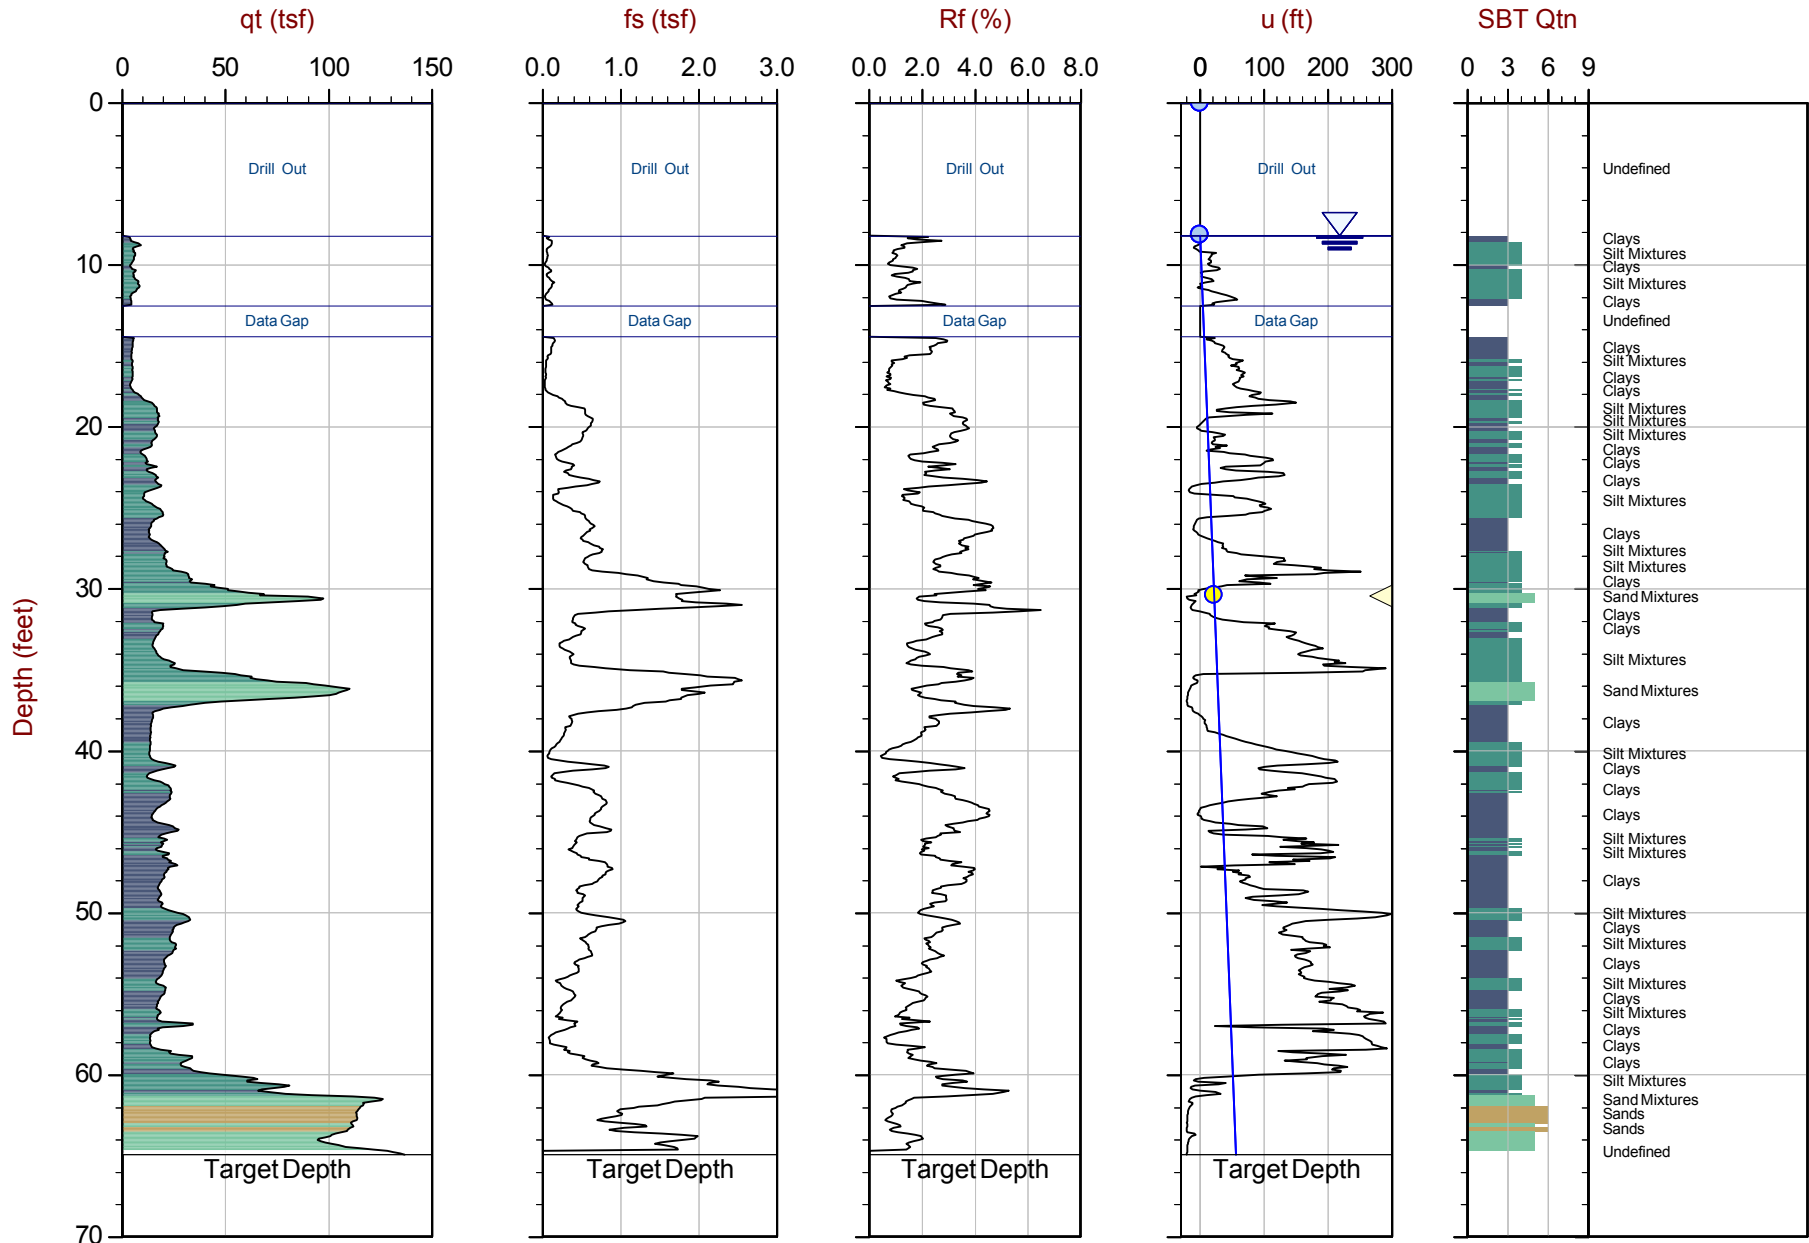 qt (tsf) fs (tsf) Rf (%) u (ft) SBT Qtn
0 50 100 150 0.0 1.0 2.0 3.0 0.0 2.0 4.0 6.0 8.0 0 100 200 300 0 3 6 9
0
Drill Out Drill Out Drill Out Drill Out Undefined
Clays
Silt Mixtures
10
Clays
Silt Mixtures
Clays
Data Gap Data Gap Data Gap Data Gap Undefined
Clays
Silt Mixtures
Clays
Clays
Silt Mixtures
Silt Mixtures
20
Silt Mixtures
Clays
Clays
Clays
Silt Mixtures
Clays
Silt Mixtures
Silt Mixtures
Clays
30
Sand Mixtures
Clays
Clays
Silt Mixtures
Depth (feet)
Sand Mixtures
Clays
40
Silt Mixtures
Clays
Clays
Clays
Silt Mixtures
Silt Mixtures
Clays
50
Silt Mixtures
Clays
Silt Mixtures
Clays
Silt Mixtures
Clays
Silt Mixtures
Clays
Clays
Clays
60
Silt Mixtures
Sand Mixtures
Sands
Sands
Undefined
Target Depth Target Depth Target Depth Target Depth
70